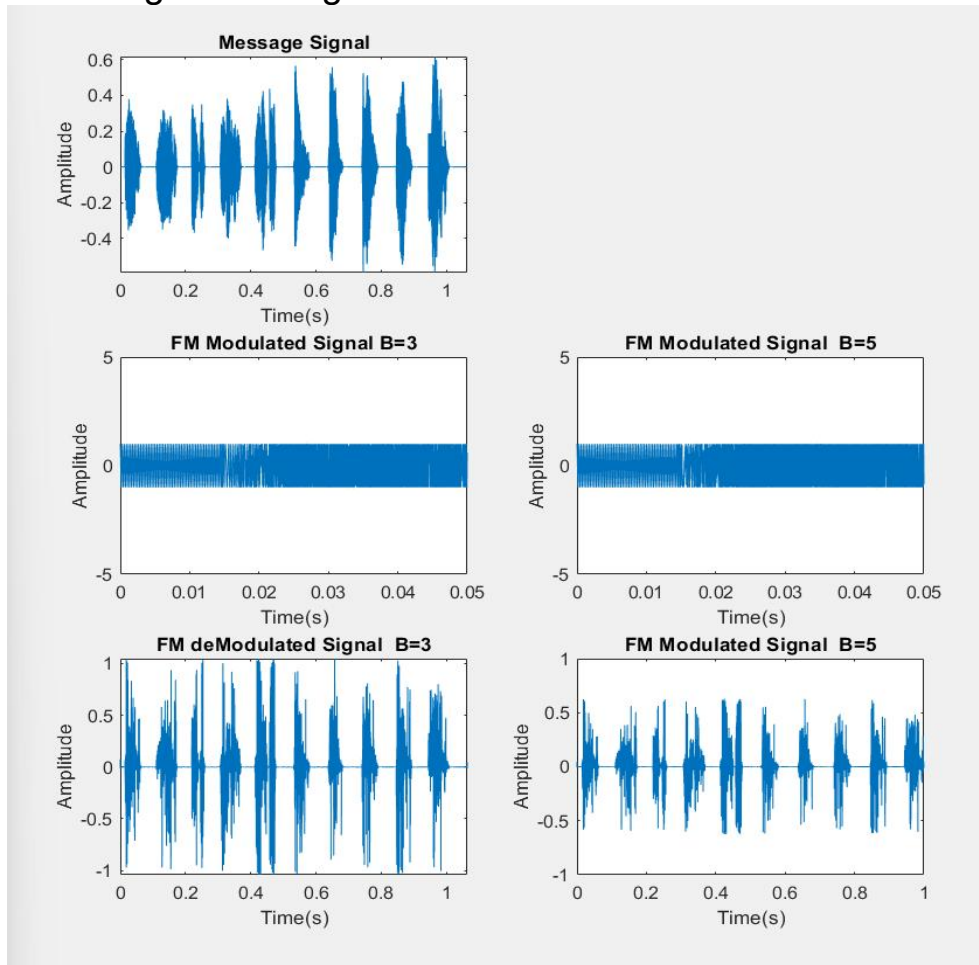 Message Signal
0.6
0.4
0.2
0
-0.2
-0.4
Amplitude
0 0.2 0.4 0.6 0.8 1
Time(s)
FM Modulated Signal B=3
5
0
-5
Amplitude
0 0.01 0.02 0.03 0.04 0.05
Time(s)
FM Modulated Signal B=5
5
0
-5
Amplitude
0 0.01 0.02 0.03 0.04 0.05
Time(s)
FM deModulated Signal B=3
1
0.5
0
-0.5
-1
Amplitude
0 0.2 0.4 0.6 0.8 1
Time(s)
FM Modulated Signal B=5
1
0.5
0
-0.5
-1
Amplitude
0 0.2 0.4 0.6 0.8 1
Time(s)